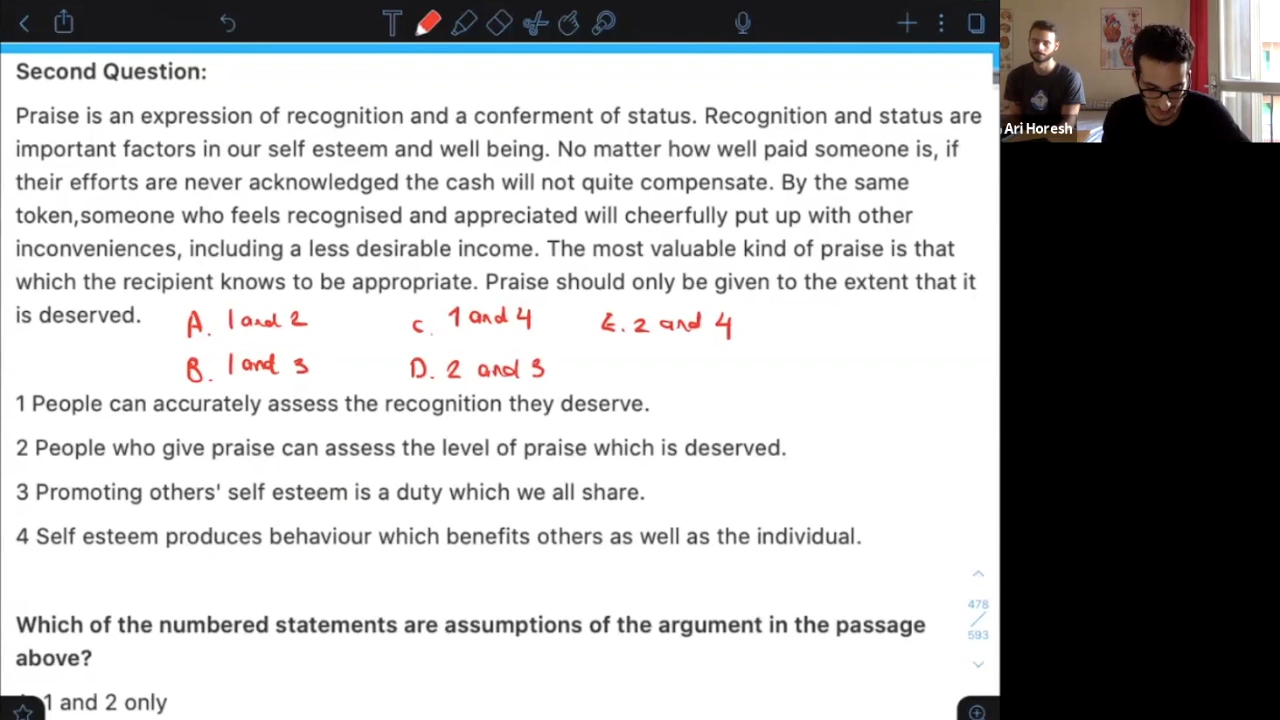 Second Question:
Praise is an expression of recognition and a conferment of status. Recognition and status are
important factors in our self esteem and well being. No matter how well paid someone is, if
their efforts are never acknowledged the cash will not quite compensate. By the same
token,someone who feels recognised and appreciated will cheerfully put up with other
inconveniences, including a less desirable income. The most valuable kind of praise is that
which the recipient knows to be appropriate. Praise should only be given to the extent that it
is deserved.
A. 1 and 2
C. 1 and 4
E. 2 and 4
B. 1 and 3
D. 2 and 3
1 People can accurately assess the recognition they deserve.
2 People who give praise can assess the level of praise which is deserved.
3 Promoting others' self esteem is a duty which we all share.
4 Self esteem produces behaviour which benefits others as well as the individual.
478
593
Which of the numbered statements are assumptions of the argument in the passage
above?
1 and 2 only
Ari Horesh